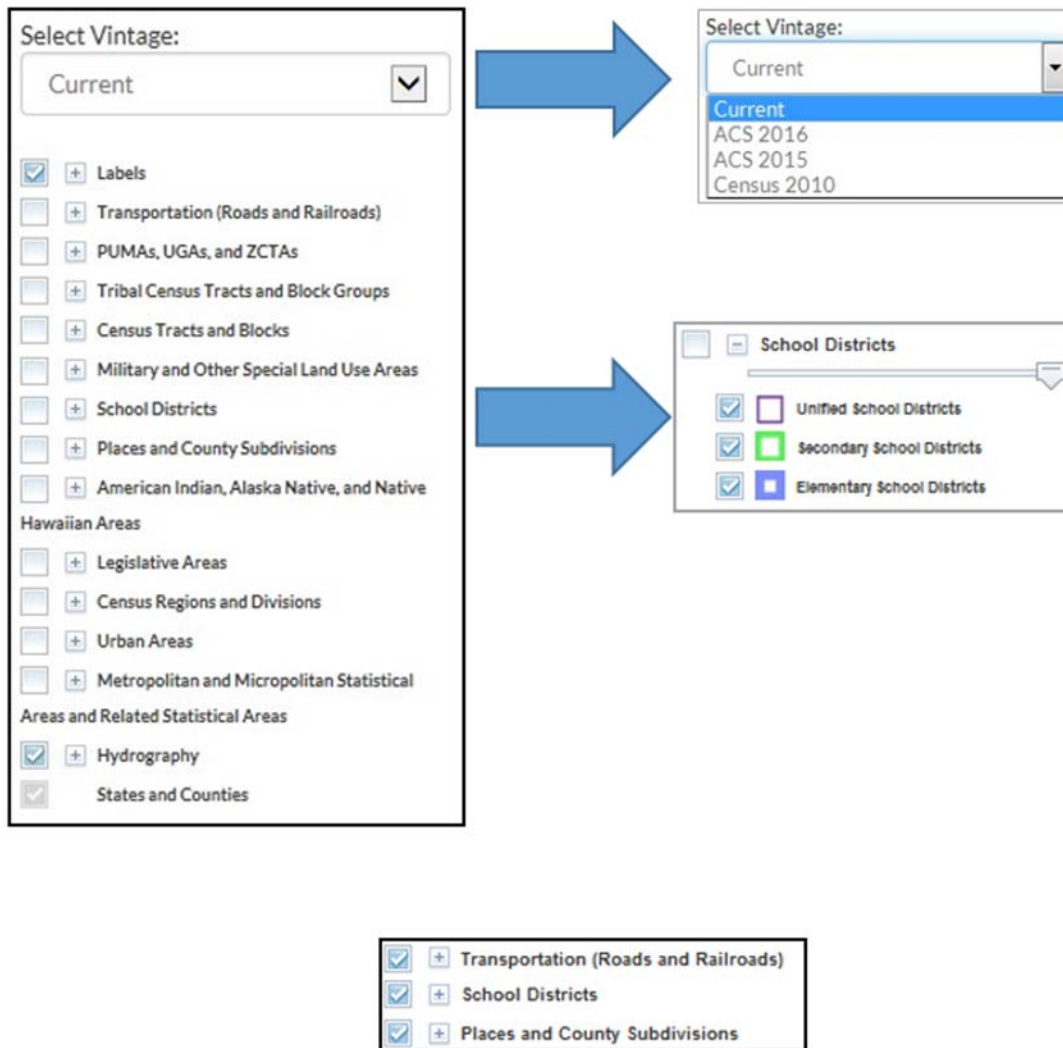 Select Vintage:
Current
Labels
Transportation (Roads and Railroads)
PUMAs, UGAs, and ZCTAs
Tribal Census Tracts and Block Groups
Census Tracts and Blocks
Military and Other Special Land Use Areas
School Districts
Places and County Subdivisions
American Indian, Alaska Native, and Native
Hawaiian Areas
Legislative Areas
Census Regions and Divisions
Urban Areas
Metropolitan and Micropolitan Statistical
Areas and Related Statistical Areas
Hydrography
States and Counties
Select Vintage:
Current
Current
ACS 2016
ACS 2015
Census 2010
School Districts
Unified School Districts
Secondary School Districts
Elementary School Districts
Transportation (Roads and Railroads)
School Districts
Places and County Subdivisions